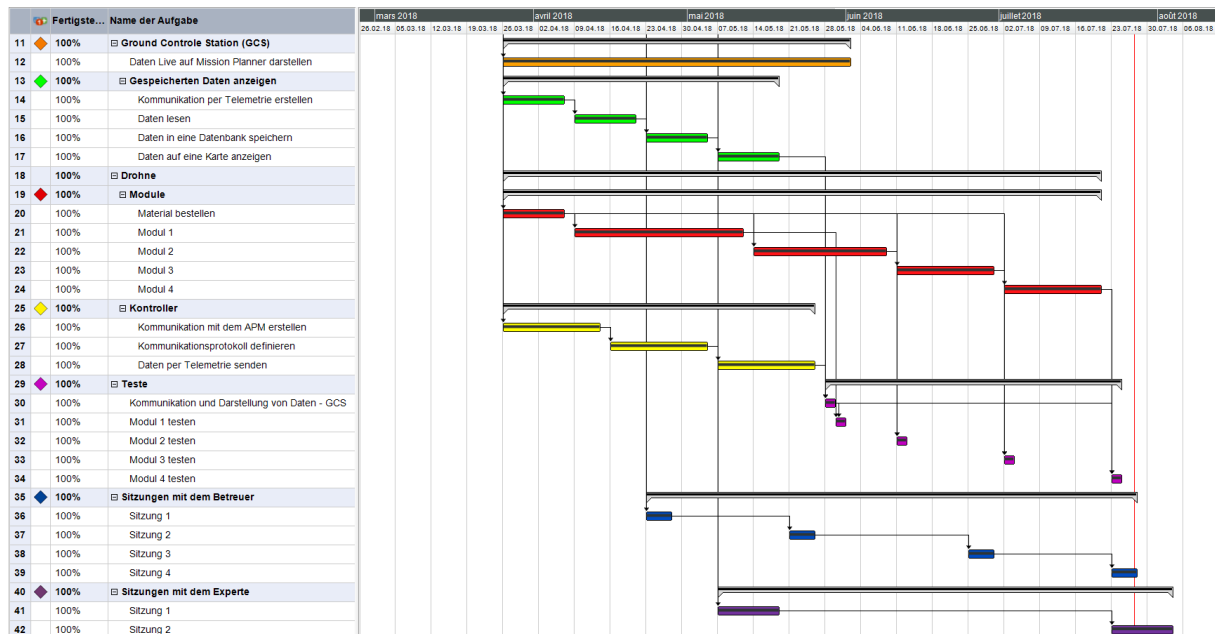 mars 2018 avril 2018 mai 2018 juin 2018 juillet 2018 août 2018
Fertigste... Name der Aufgabe
26.02.18 05.03.18 12.03.18 19.03.18 26.03.18 02.04.18 09.04.18 16.04.18 23.04.18 30.04.18 07.05.18 14.05.18 21.05.18 28.05.18 04.06.18 11.06.18 18.06.18 25.06.18 02.07.18 09.07.18 16.07.18 23.07.18 30.07.18 06.08.18
11 100% Ground Controle Station (GCS)
12 100% Daten Live auf Mission Planner darstellen
13 100% Gespeicherten Daten anzeigen
14 100% Kommunikation per Telemetrie erstellen
15 100% Daten lesen
16 100% Daten in eine Datenbank speichern
17 100% Daten auf eine Karte anzeigen
18 100% Drohne
19 100% Module
20 100% Material bestellen
21 100% Modul 1
22 100% Modul 2
23 100% Modul 3
24 100% Modul 4
25 100% Kontroller
26 100% Kommunikation mit dem APM erstellen
27 100% Kommunikationsprotokoll definieren
28 100% Daten per Telemetrie senden
29 100% Teste
30 100% Kommunikation und Darstellung von Daten - GCS
31 100% Modul 1 testen
32 100% Modul 2 testen
33 100% Modul 3 testen
34 100% Modul 4 testen
35 100% Sitzungen mit dem Betreuer
36 100% Sitzung 1
37 100% Sitzung 2
38 100% Sitzung 3
39 100% Sitzung 4
40 100% Sitzungen mit dem Experte
41 100% Sitzung 1
42 100% Sitzung 2